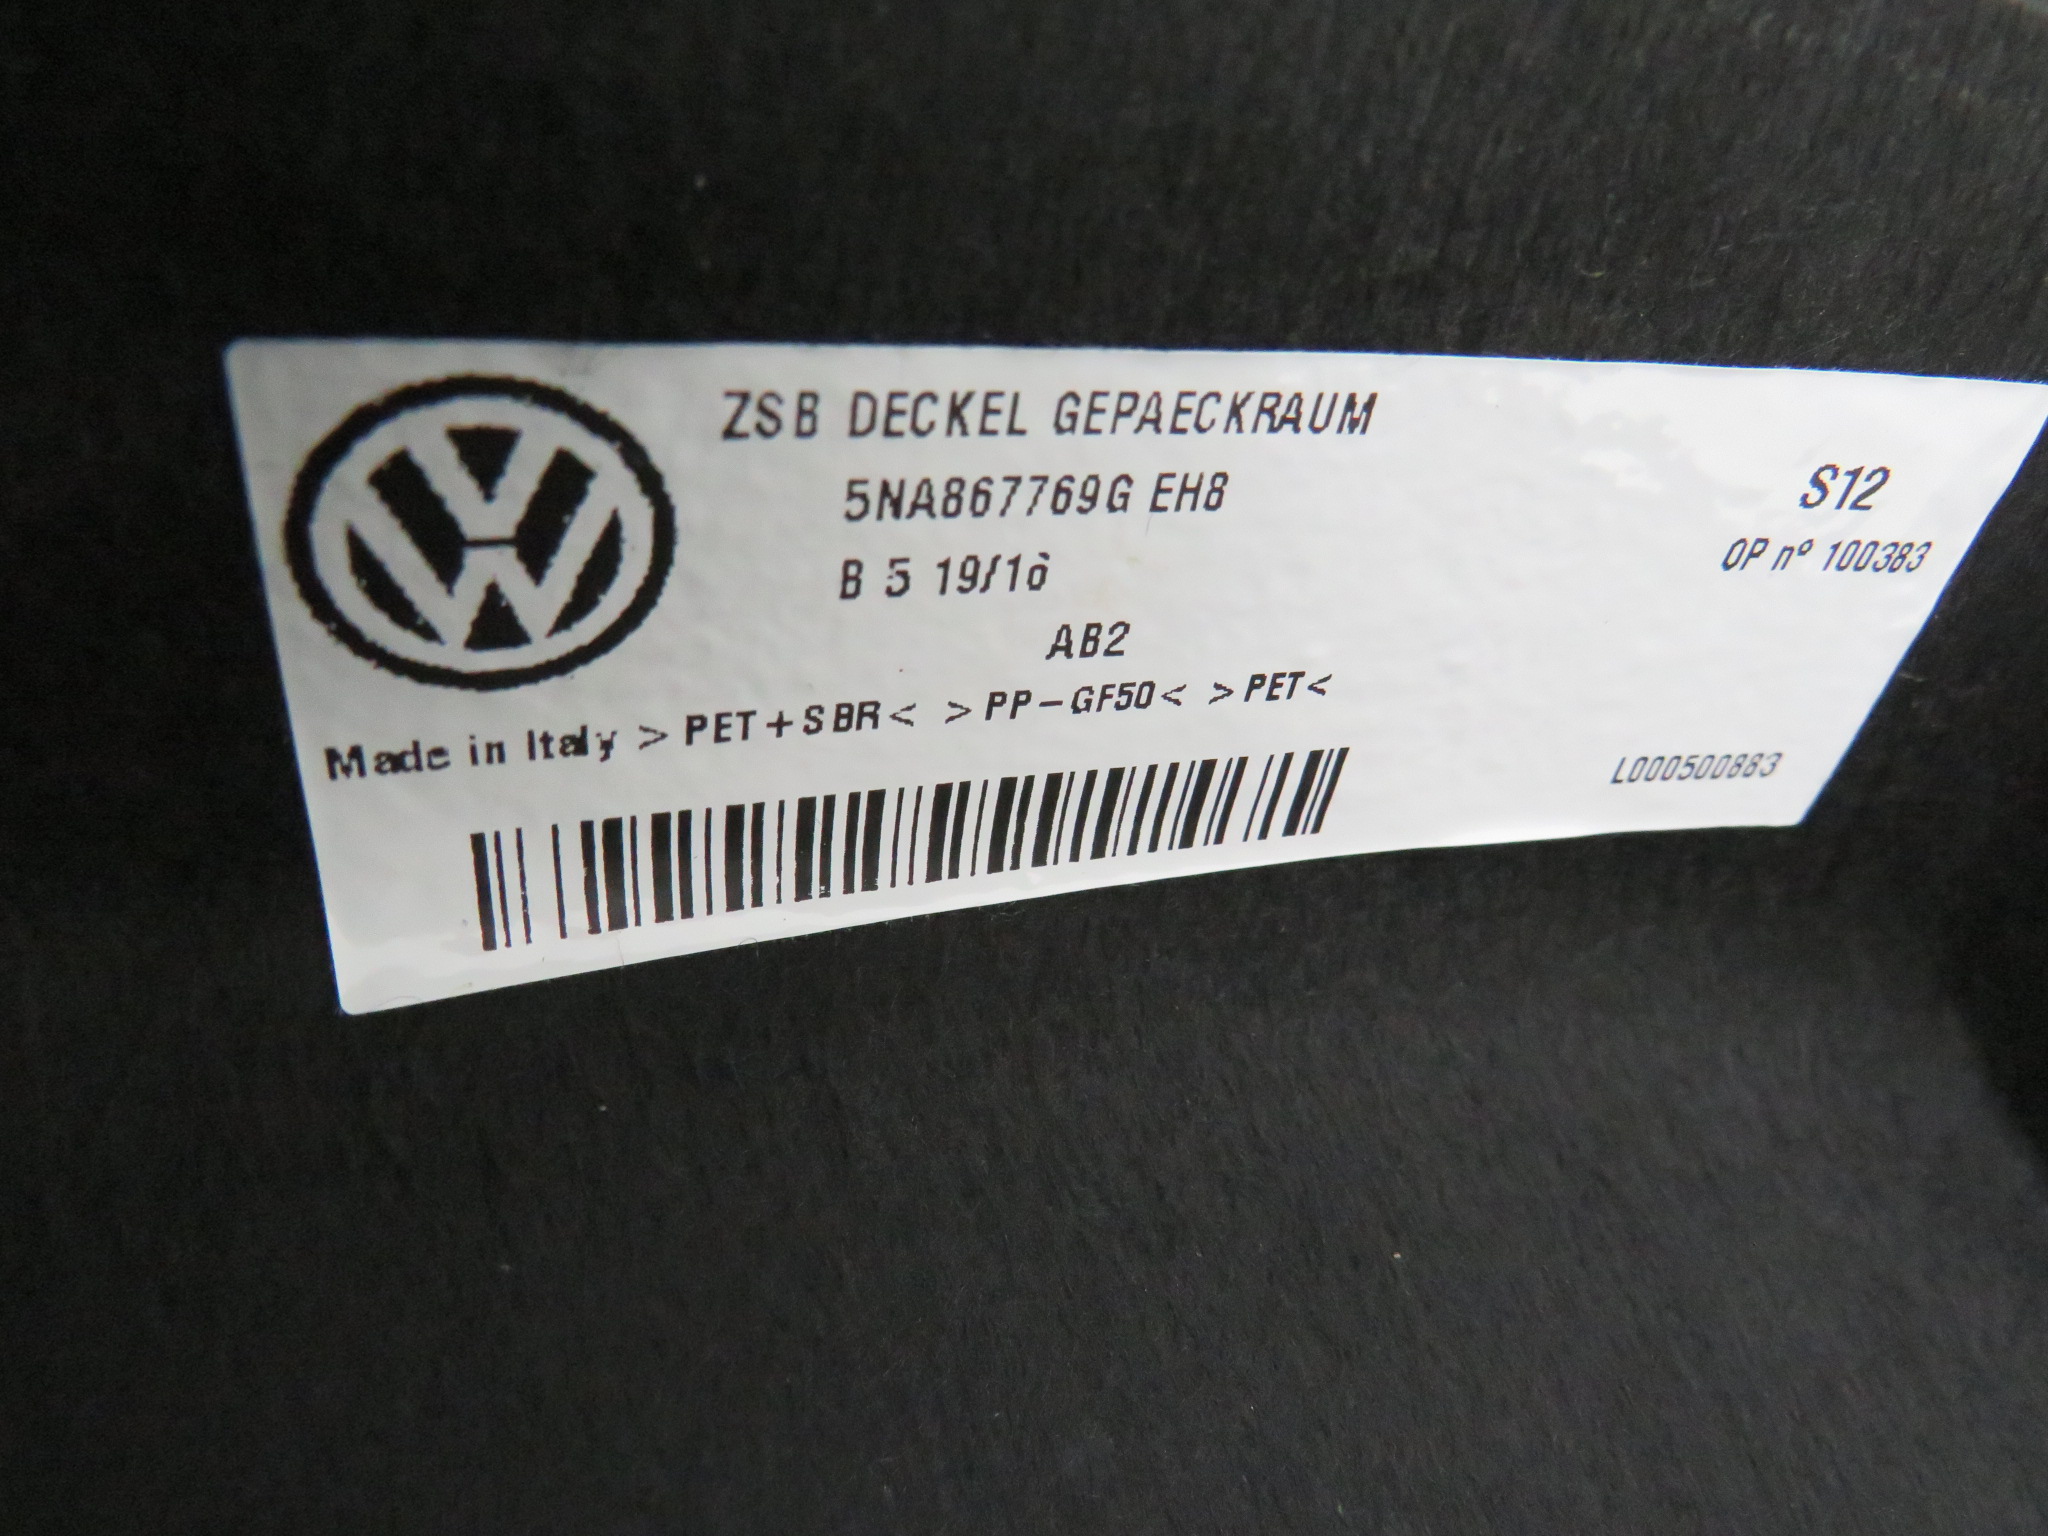 ZSB DECKEL GEPAECKRAUM
5NA867769G EH8
S12
B 5 19/1ò
OP nº 100383
AB2
Made in Italy > PET+SBR< >PP-GF50< >PET<
L000500883